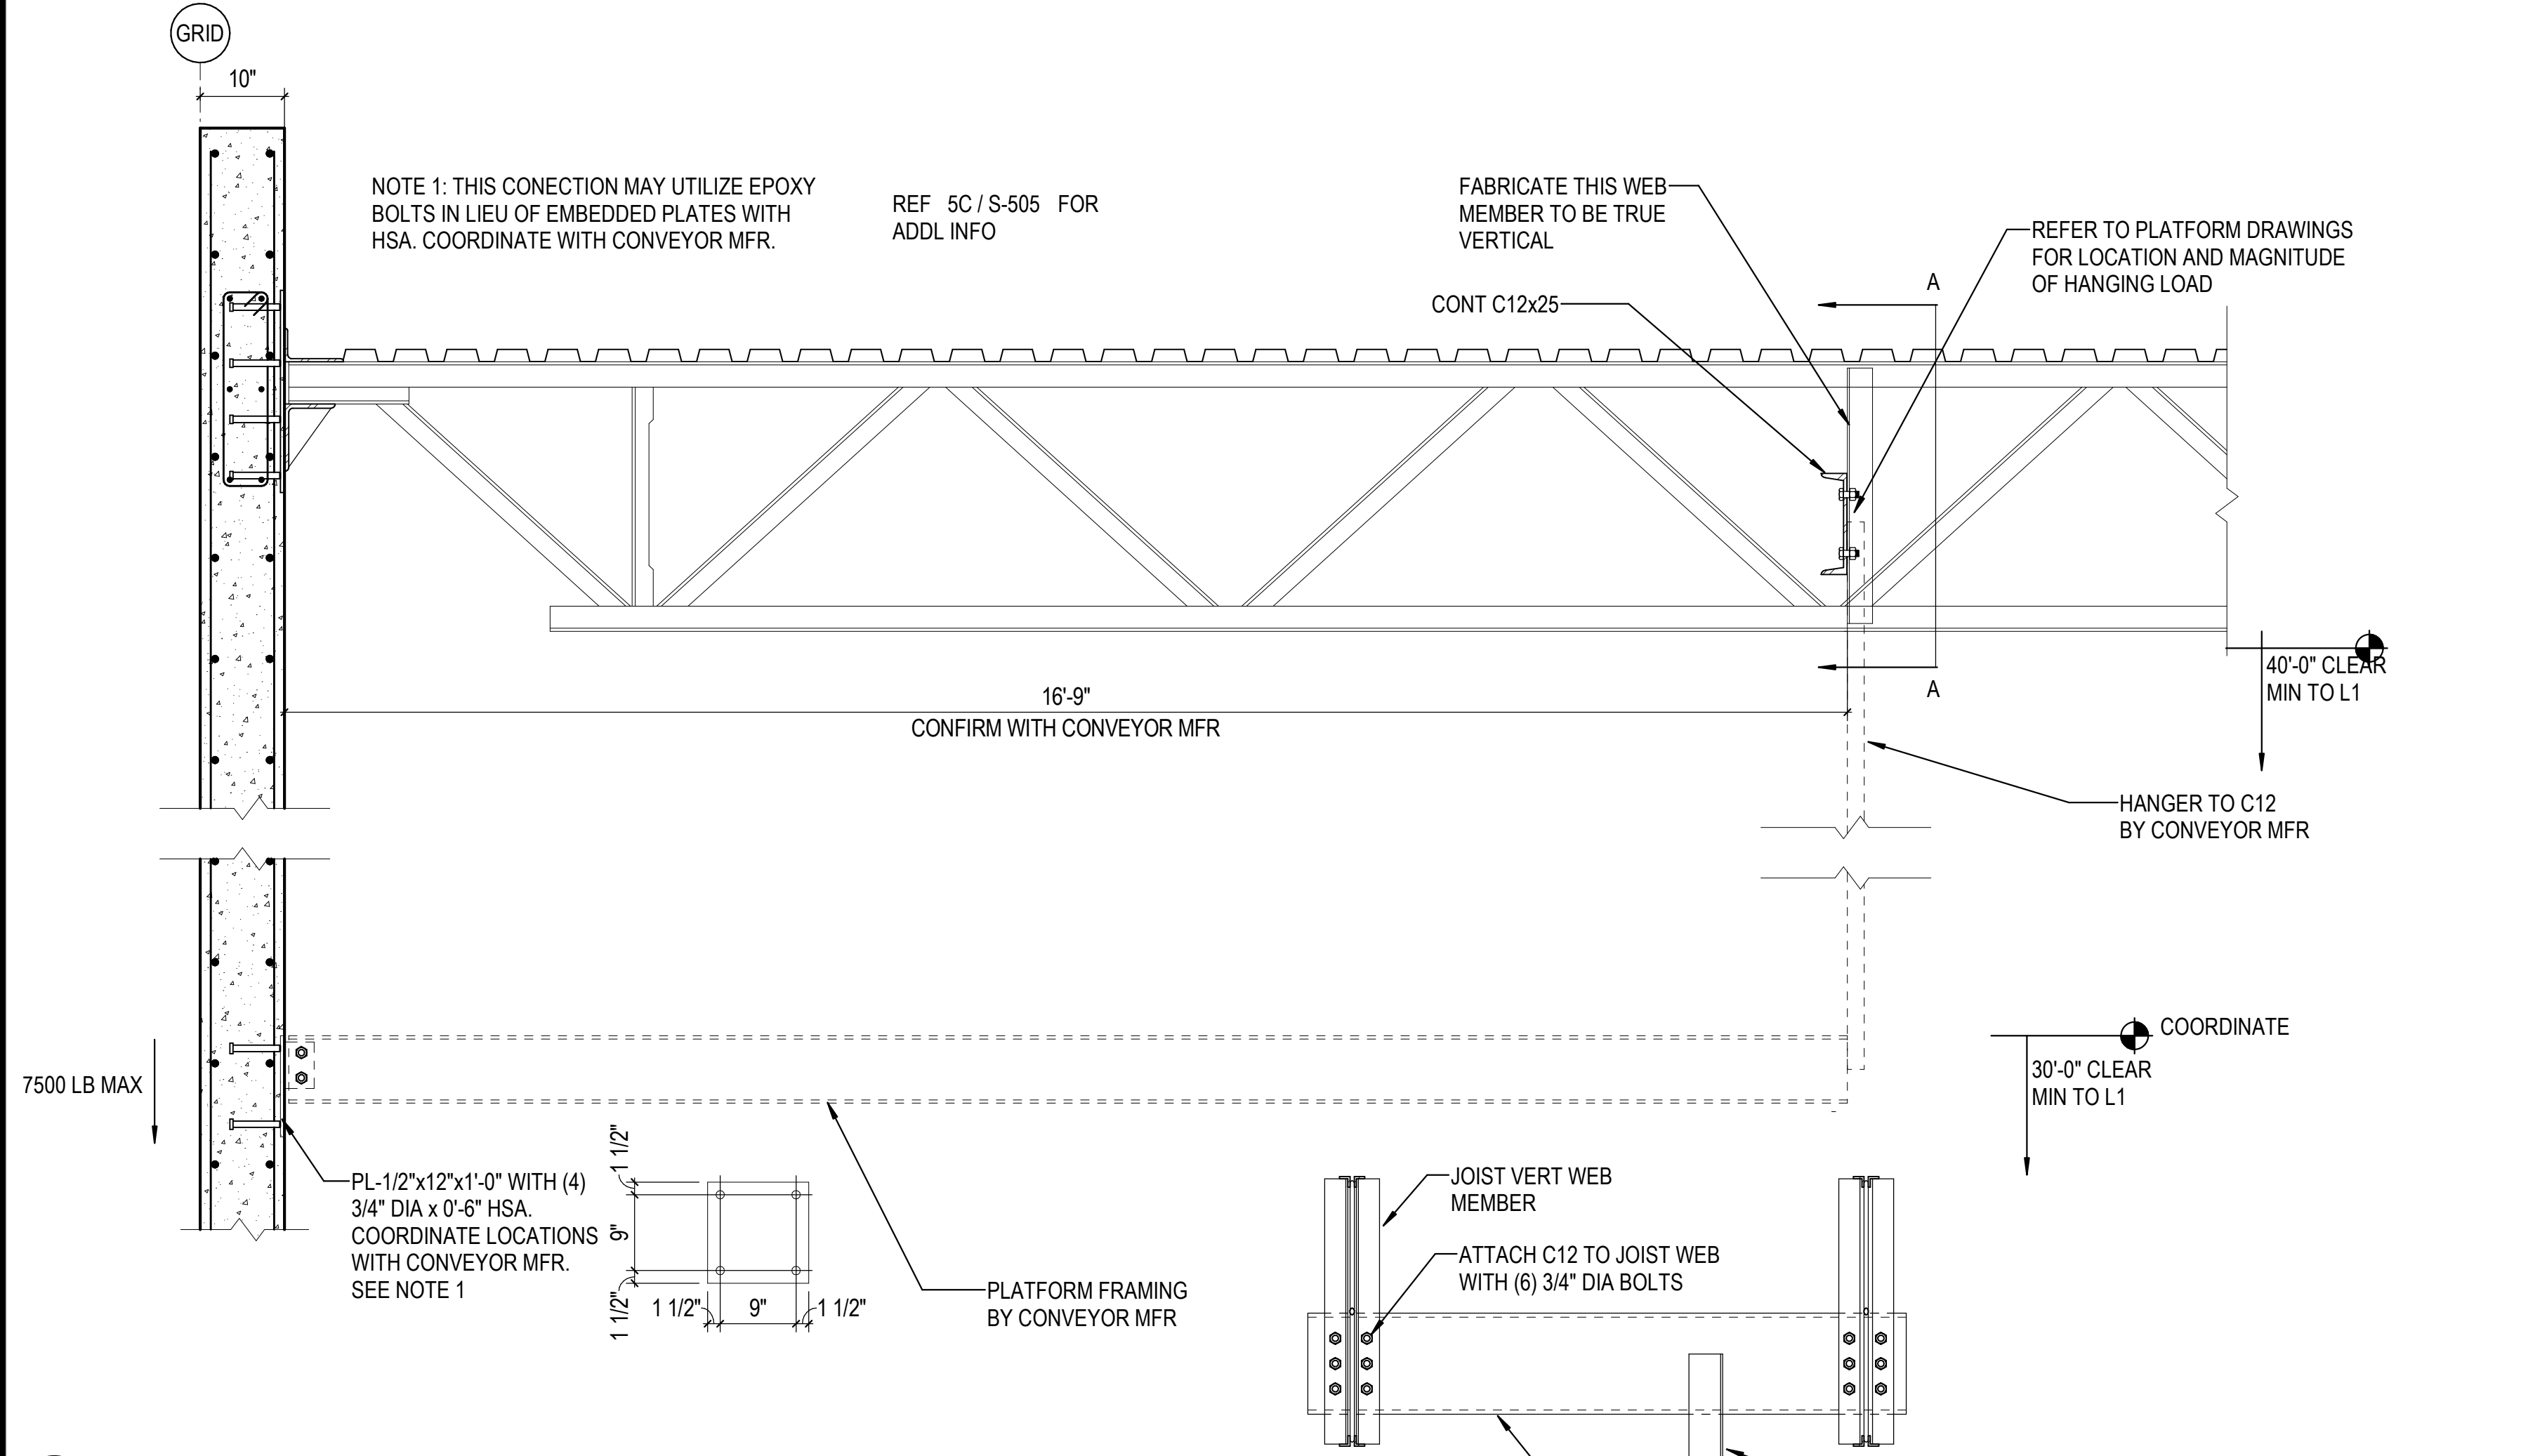 GRID
10"
NOTE 1: THIS CONECTION MAY UTILIZE EPOXY
BOLTS IN LIEU OF EMBEDDED PLATES WITH
HSA. COORDINATE WITH CONVEYOR MFR.
REF 5C / S-505 FOR
ADDL INFO
FABRICATE THIS WEB
MEMBER TO BE TRUE
VERTICAL
CONT C12x25
REFER TO PLATFORM DRAWINGS
FOR LOCATION AND MAGNITUDE
OF HANGING LOAD
A
A
16'-9"
CONFIRM WITH CONVEYOR MFR
40'-0" CLEAR
MIN TO L1
HANGER TO C12
BY CONVEYOR MFR
COORDINATE
30'-0" CLEAR
MIN TO L1
7500 LB MAX
PL-1/2"x12"x1'-0" WITH (4)
3/4" DIA x 0'-6" HSA.
COORDINATE LOCATIONS
WITH CONVEYOR MFR.
SEE NOTE 1
1 1/2"
9"
1 1/2"
1 1/2"
9"
1 1/2"
PLATFORM FRAMING
BY CONVEYOR MFR
JOIST VERT WEB
MEMBER
ATTACH C12 TO JOIST WEB
WITH (6) 3/4" DIA BOLTS